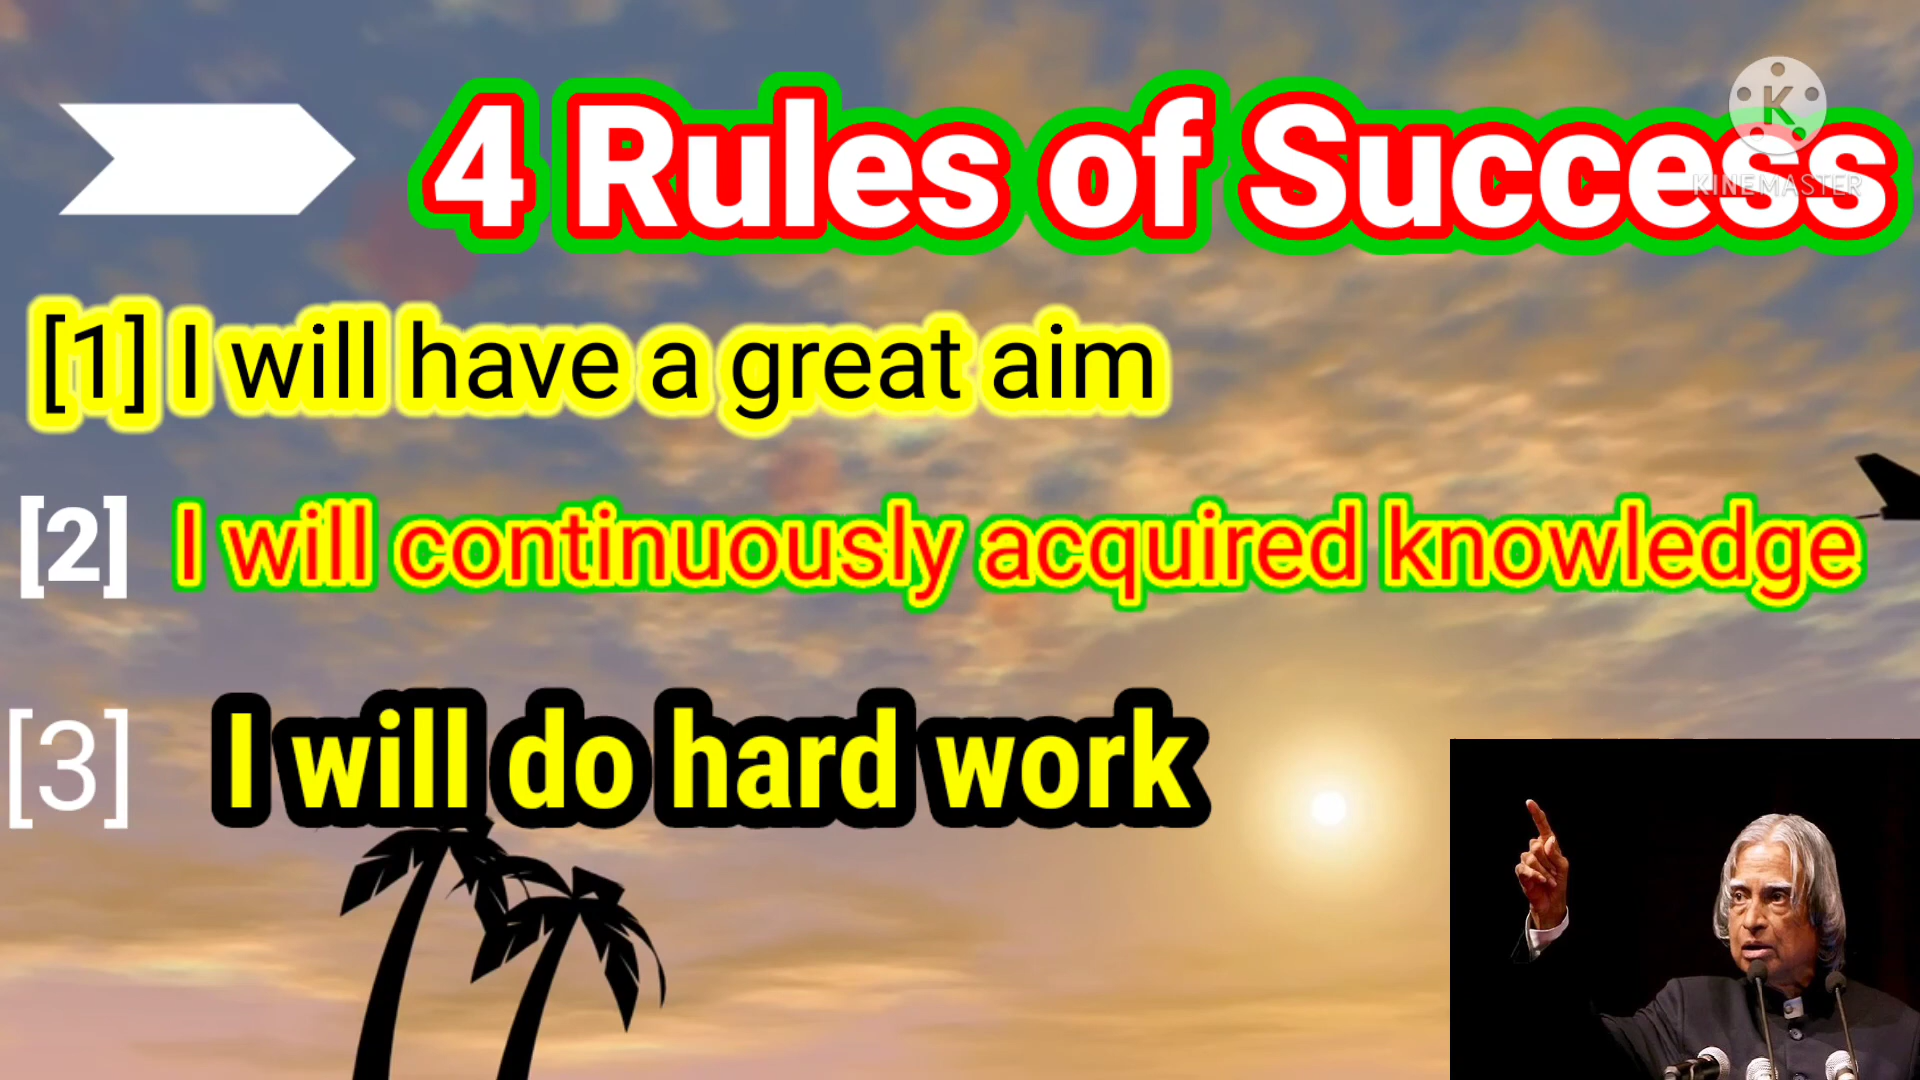 4 Rules of Success
K
KINEMASTER
[1] I will have a great aim
[2] I will continuously acquired knowledge
[3] I will do hard work